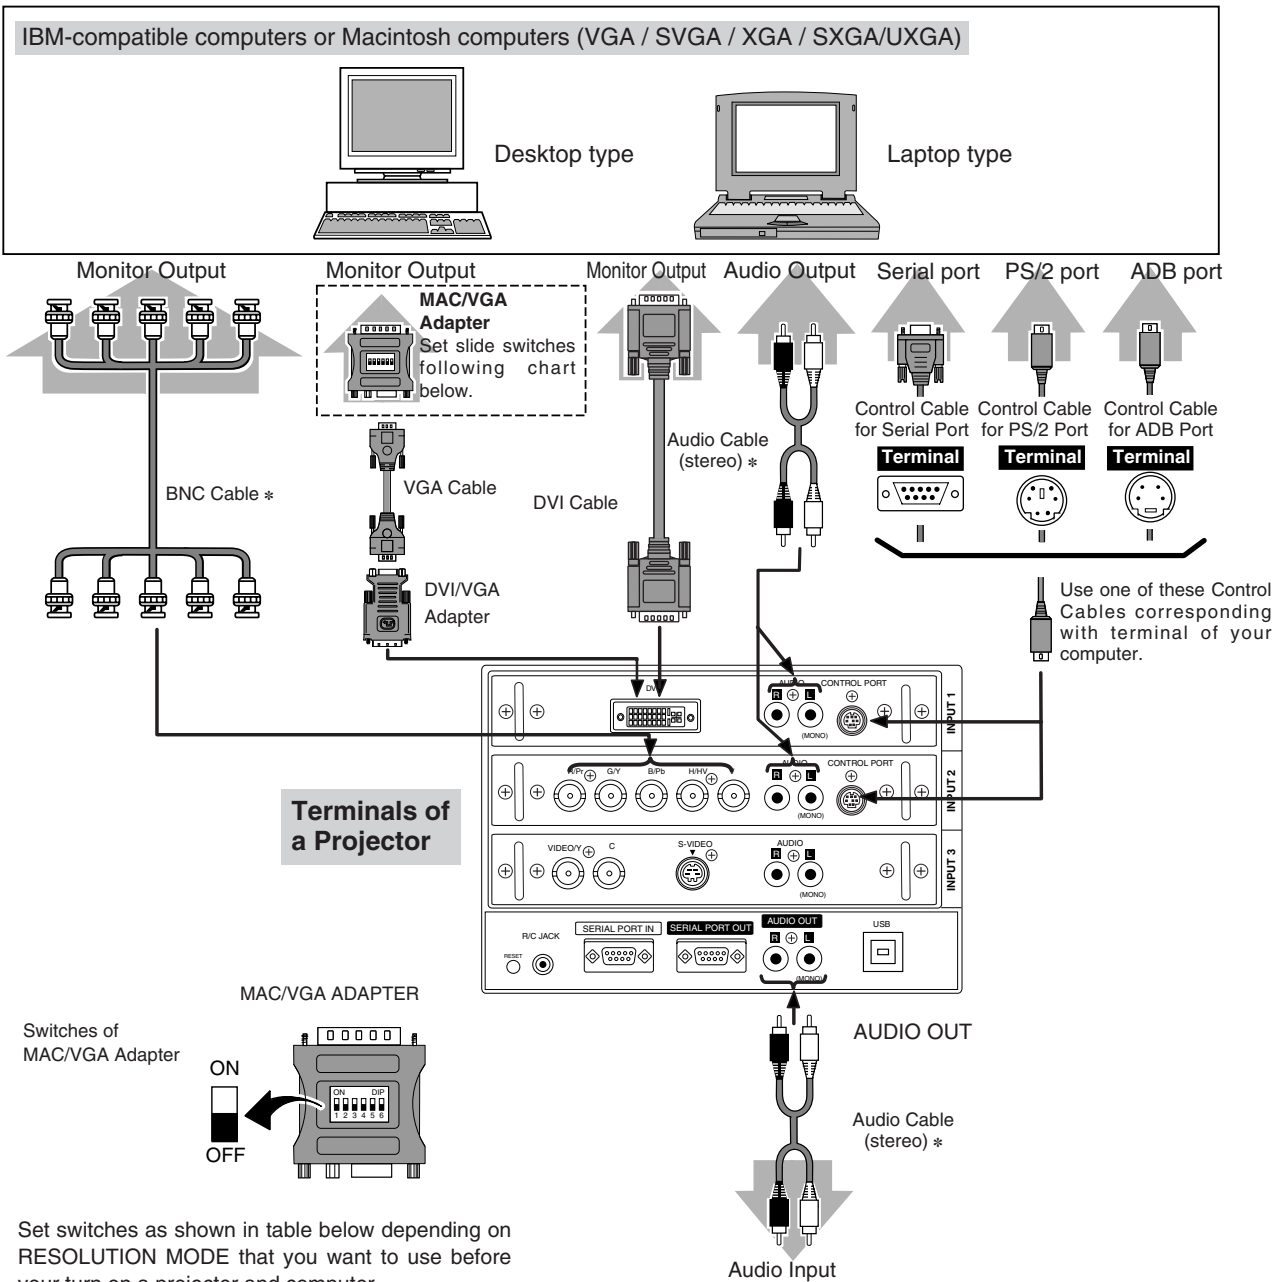 IBM-compatible computers or Macintosh computers (VGA / SVGA / XGA / SXGA/UXGA)
Desktop type
Laptop type
Monitor Output
Monitor Output
Monitor Output
Audio Output
Serial port
PS/2 port
ADB port
MAC/VGA
Adapter
Set slide switches
following chart
below.
Control Cable
for Serial Port
Control Cable
for PS/2 Port
Control Cable
for ADB Port
Terminal
Terminal
Terminal
Audio Cable
(stereo) *
BNC Cable *
VGA Cable
DVI Cable
DVI/VGA
Adapter
Use one of these Control
Cables corresponding
with terminal of your
computer.
AUDIO
CONTROL PORT
R
L
(MONO)
INPUT 1
G/Y
B/Pb
H/HV
AUDIO
CONTROL PORT
R
L
(MONO)
INPUT 2
Terminals of
a Projector
VIDEO/Y
C
S-VIDEO
AUDIO
R
L
(MONO)
INPUT 3
R/C JACK
RESET
SERIAL PORT IN
SERIAL PORT OUT
AUDIO OUT
R
L
(MONO)
USB
MAC/VGA ADAPTER
Switches of
MAC/VGA Adapter
ON
OFF
ON
DIP
1 2 3 4 5 6
AUDIO OUT
Audio Cable
(stereo) *
Set switches as shown in table below depending on
RESOLUTION MODE that you want to use before
your turn on a projector and computer.
Audio Input